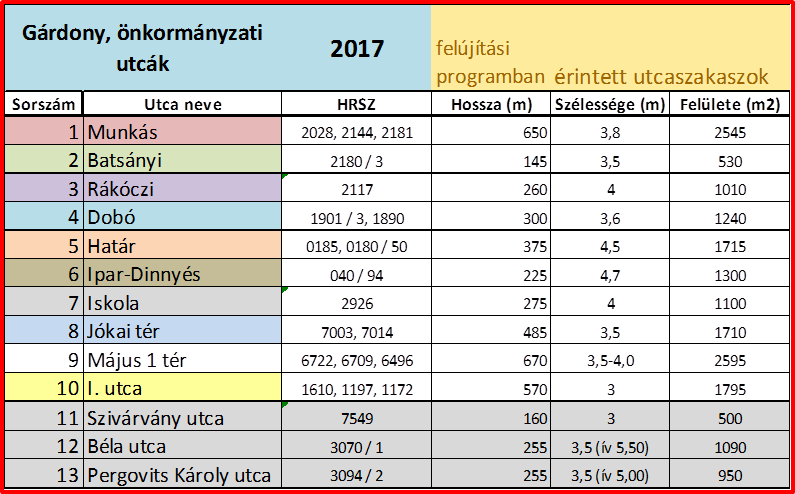 Gárdony, önkormányzati
utcák
2017
felújítási
programban érintett utcaszakaszok
Sorszám Utca neve HRSZ Hossza (m) Szélessége (m) Felülete (m2)
1 Munkás 2028, 2144, 2181 650 3,8 2545
2 Batsányi 2180 / 3 145 3,5 530
3 Rákóczi 2117 260 4 1010
4 Dobó 1901 / 3, 1890 300 3,6 1240
5 Határ 0185, 0180 / 50 375 4,5 1715
6 Ipar-Dinnyés 040 / 94 225 4,7 1300
7 Iskola 2926 275 4 1100
8 Jókai tér 7003, 7014 485 3,5 1710
9 Május 1 tér 6722, 6709, 6496 670 3,5-4,0 2595
10 I. utca 1610, 1197, 1172 570 3 1795
11 Szivárvány utca 7549 160 3 500
12 Béla utca 3070 / 1 255 3,5 (ív 5,50) 1090
13 Pergovits Károly utca 3094 / 2 255 3,5 (ív 5,00) 950